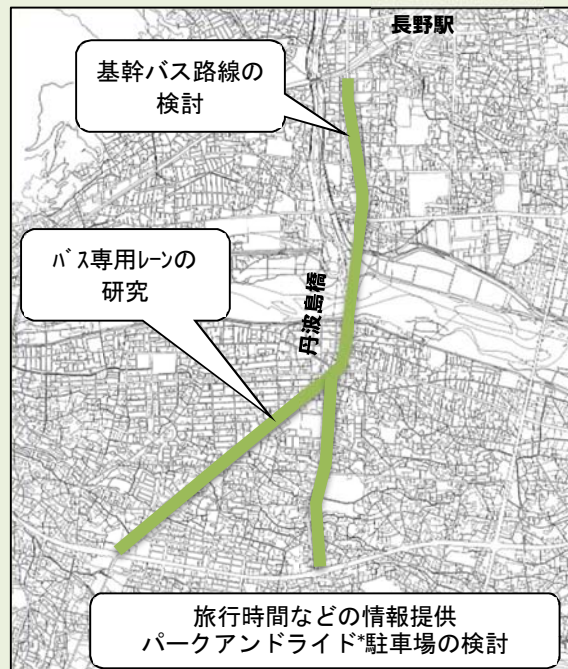 長野駅
基幹バス路線の
検討
バス専用レーンの
研究
丹波島橋
旅行時間などの情報提供
パークアンドライド*駐車場の検討